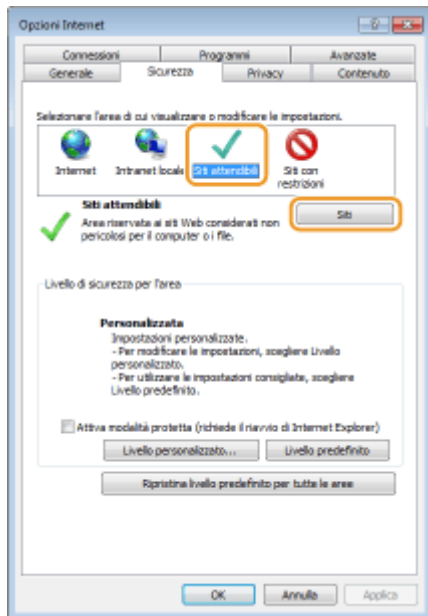 Opzioni Internet
Connessioni Programmi Avanzate
Generale Sicurezza Privacy Contenuto
Selezionare l'area di cui visualizzare o modificare le impostazioni.
Internet Intranet locale Siti attendibili Siti con
restrizioni
Siti attendibili
Siti
Area riservata ai siti Web considerati non
pericolosi per il computer o i file.
Livello di sicurezza per l'area
Personalizzata
Impostazioni personalizzate.
- Per modificare le impostazioni, scegliere Livello
personalizzato.
- Per utilizzare le impostazioni consigliate, scegliere
Livello predefinito.
Attiva modalità protetta (richiede il riavvio di Internet Explorer)
Livello personalizzato... Livello predefinito
Ripristina livello predefinito per tutte le aree
OK Annulla Applica